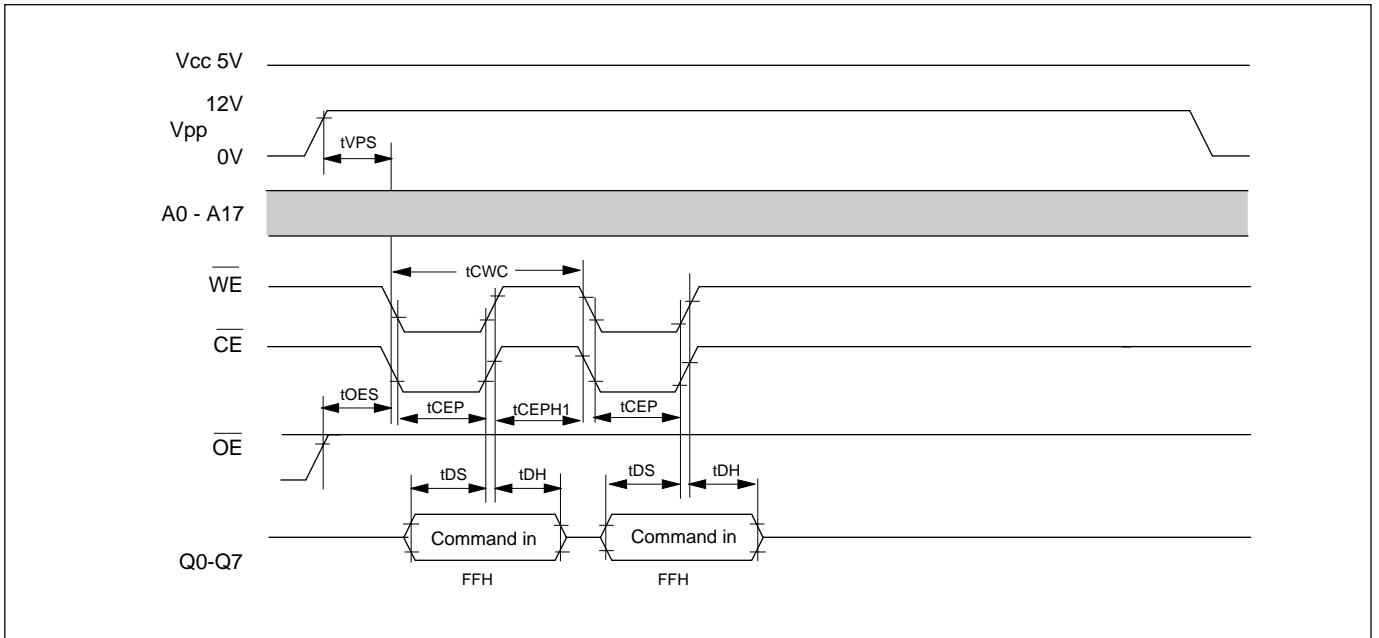 Vcc 5V
12V
Vpp
0V
tVPS
A0 - A17
tCWC
WE
CE
tOES
tCEP
tCEPH1
tCEP
OE
tDS
tDH
tDS
tDH
Command in
Command in
Q0-Q7
FFH
FFH